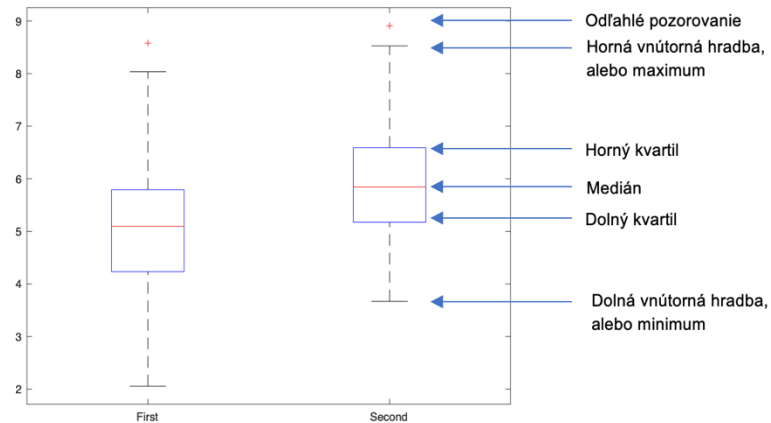 9
8
7
6
5
4
3
2
First
Second
Odľahlé pozorovanie
Horná vnútorná hradba,
alebo maximum
Horný kvartil
Medián
Dolný kvartil
Dolná vnútorná hradba,
alebo minimum